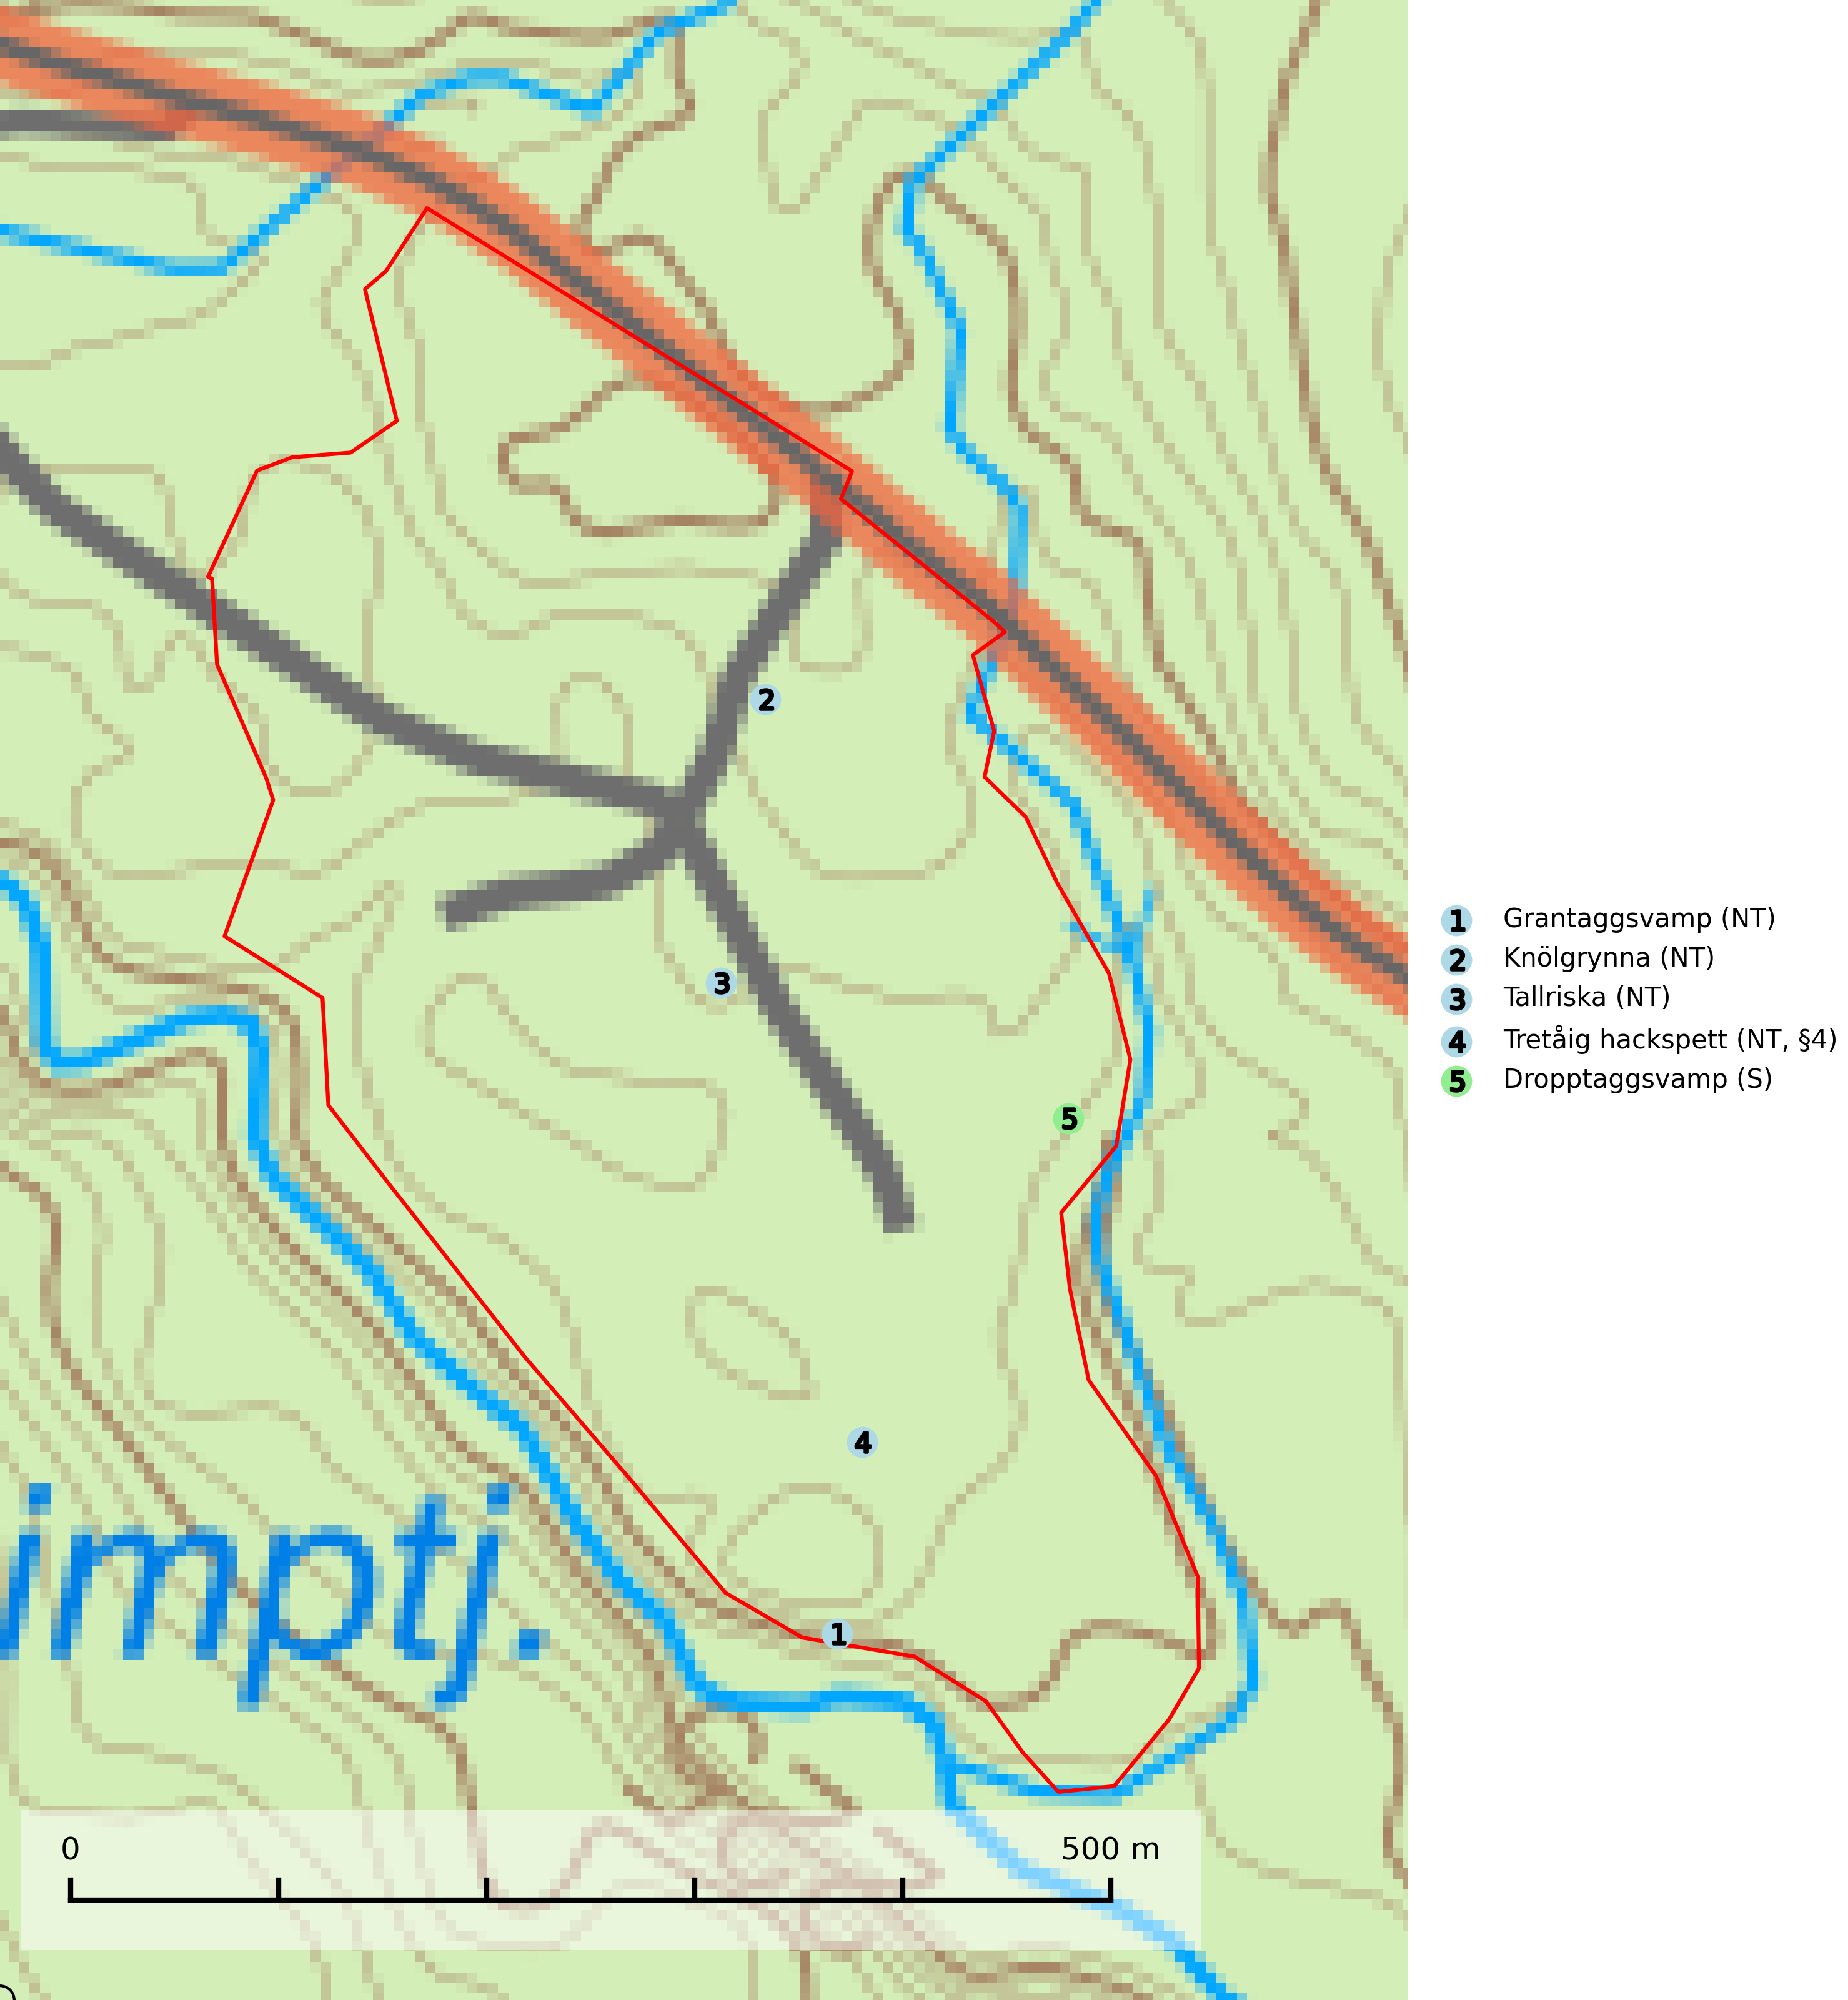 1 Grantaggsvamp (NT)
2 Knölgrynna (NT)
3 Tallriska (NT)
4 Tretåig hackspett (NT, §4)
5 Dropptaggsvamp (S)
2
3
5
4
imptj.
1
0 500 m